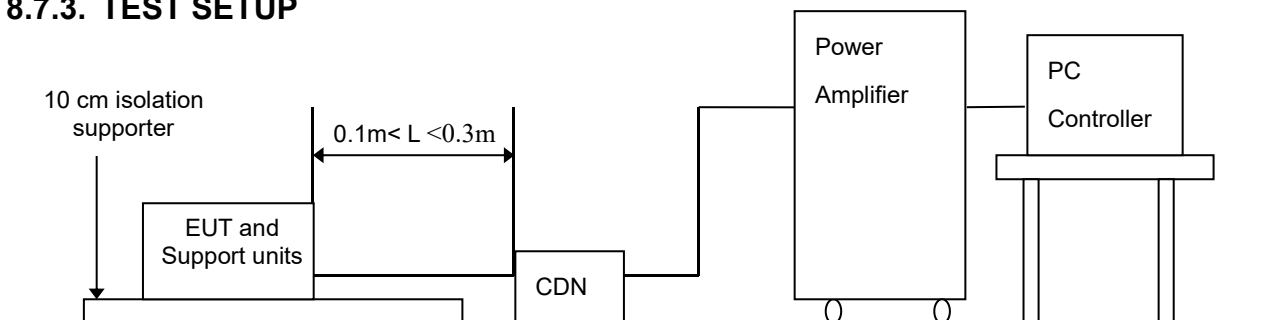 8.7.3. TEST SETUP
10 cm isolation
supporter
0.1m< L <0.3m
EUT and
Support units
CDN
Power
Amplifier
PC
Controller